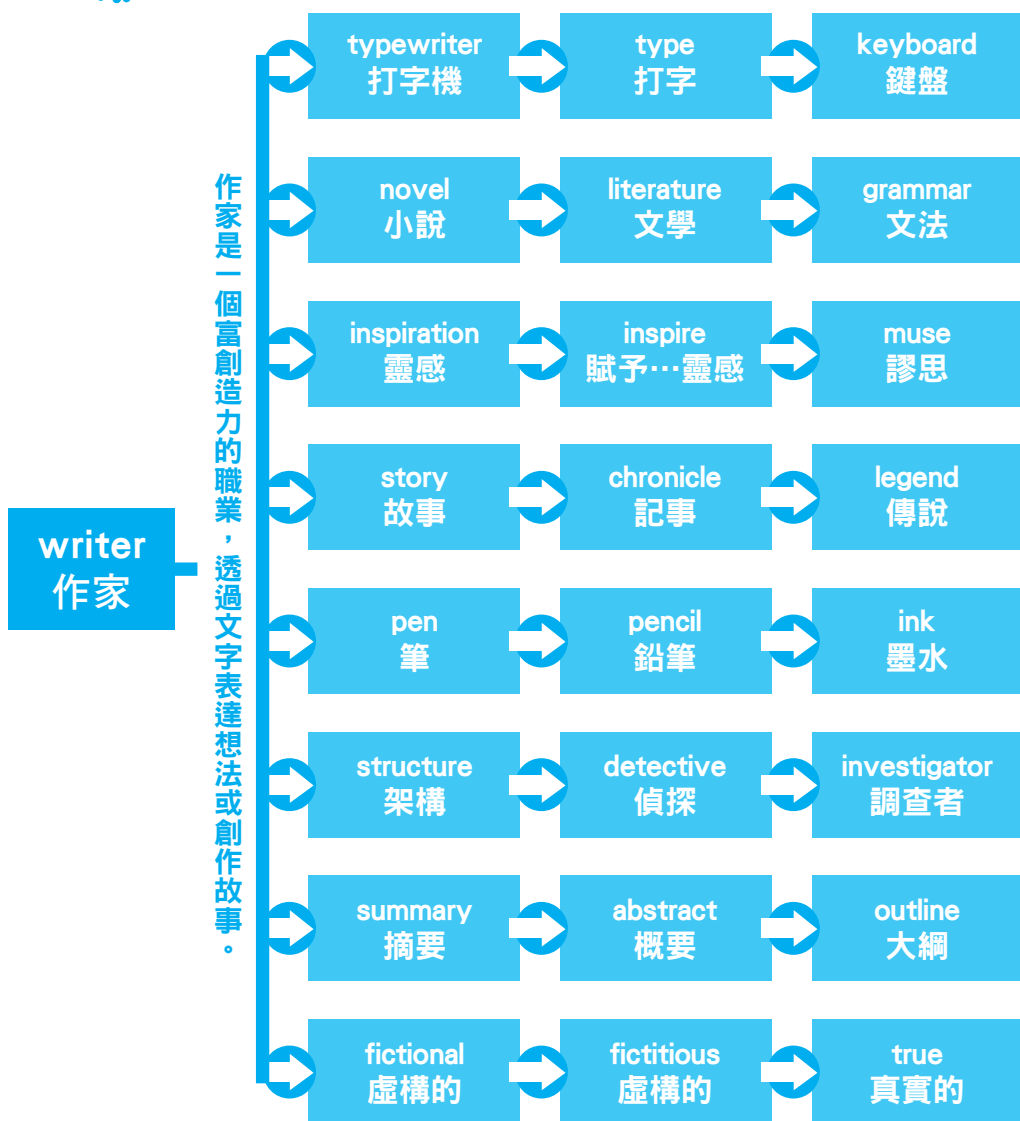 writer
作家
作家是一個富創造力的職業，透過文字表達想法或創作故事。
typewriter
打字機
type
打字
keyboard
鍵盤
novel
小說
literature
文學
grammar
文法
inspiration
靈感
inspire
賦予…靈感
muse
謬思
story
故事
chronicle
記事
legend
傳說
pen
筆
pencil
鉛筆
ink
墨水
structure
架構
detective
偵探
investigator
調查者
summary
摘要
abstract
概要
outline
大綱
fictional
虛構的
fictitious
虛構的
true
真實的